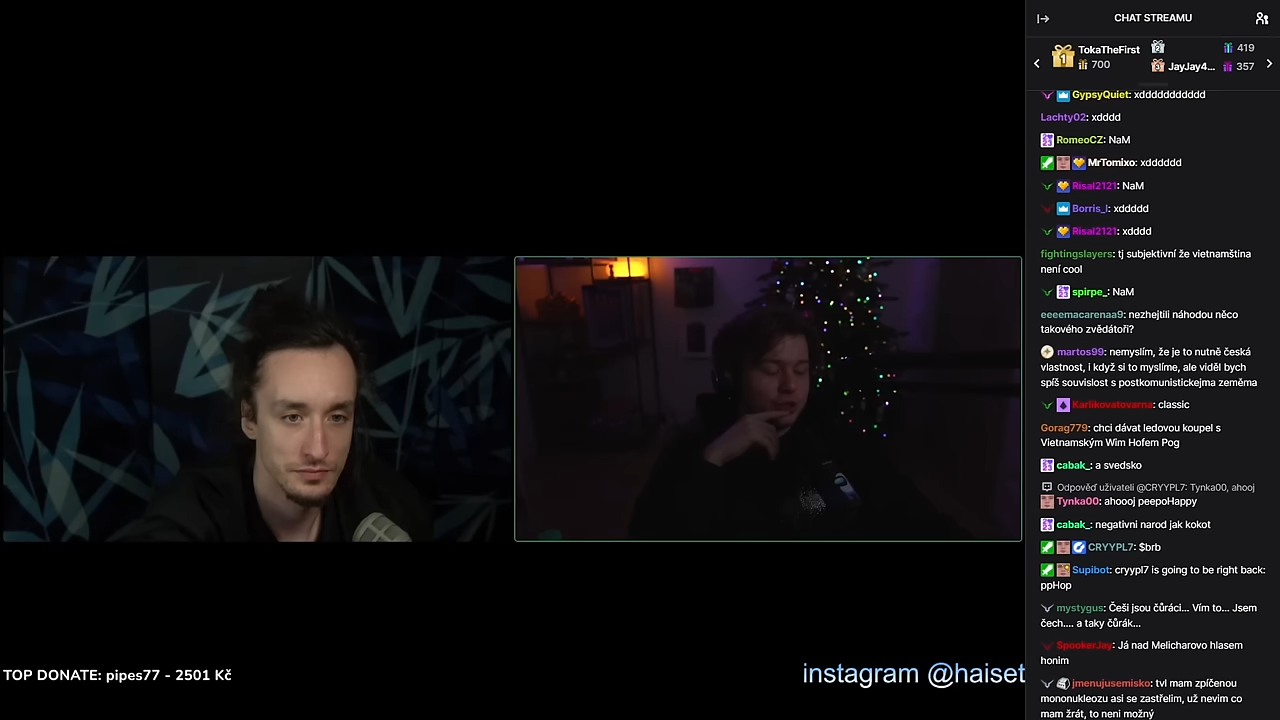 CHAT STREAMU
TokaTheFirst
700
419
JayJay4...
357
GypsyQuiet: xddddddddddd
Lachty02: xdddd
RomeoCZ: NaM
MrTomixo: xdddddd
Risal2121: NaM
Borris_I: xddddd
Risal2121: xdddd
fightingslayers: tj subjektivní že vietnamština
není cool
spirpe_: NaM
eeeemacarenaa9: nezhejtili náhodou něco
takového zvědátoři?
martos99: nemyslím, že je to nutně česká
vlastnost, i když si to myslíme, ale viděl bych
spíš souvislost s postkomunistickejma zeměma
Karlikovatovarna: classic
Gorag779: chci dávat ledovou koupel s
Vietnamským Wim Hofem Pog
cabak_: a svedsko
Odpověď uživateli @CRYYPL7: Tynka00, ahooj
Tynka00: ahoooj peepoHappy
cabak_: negativni narod jak kokot
CRYYPL7: $brb
Supibot: cryypl7 is going to be right back:
ppHop
mystygus: Češi jsou čůráci... Vím to... Jsem
čech.... a taky čůrák...
SpookerJay: Já nad Melicharovo hlasem
honim
jmenujusemisko: tvl mam zpíčenou
mononukleozu asi se zastřelim, už nevim co
mam žrát, to neni možný
TOP DONATE: pipes77 - 2501 Kč
instagram @haiset